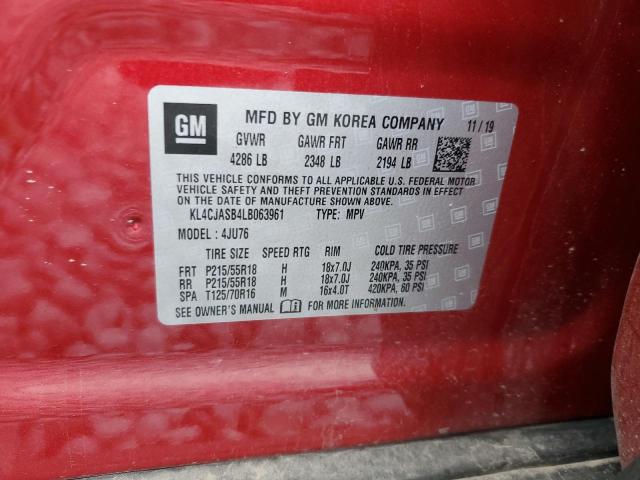 GM
MFD BY GM KOREA COMPANY 11/19
GVWR GAWR FRT GAWR RR
4286 LB 2348 LB 2194 LB
THIS VEHICLE CONFORMS TO ALL APPLICABLE U.S. FEDERAL MOTOR
VEHICLE SAFETY AND THEFT PREVENTION STANDARDS IN EFFECT
ON THE DATE OF MANUFACTURE SHOWN ABOVE.
KL4CJASB4LB063961 TYPE: MPV
MODEL: 4JU76
TIRE SIZE SPEED RTG RIM COLD TIRE PRESSURE
FRT P215/55R18 H 18x7.0J 240KPA, 35 PSI
RR P215/55R18 H 18x7.0J 240KPA, 35 PSI
SPA T125/70R16 M 16x4.0T 420KPA, 60 PSI
SEE OWNER'S MANUAL FOR MORE INFORMATION.